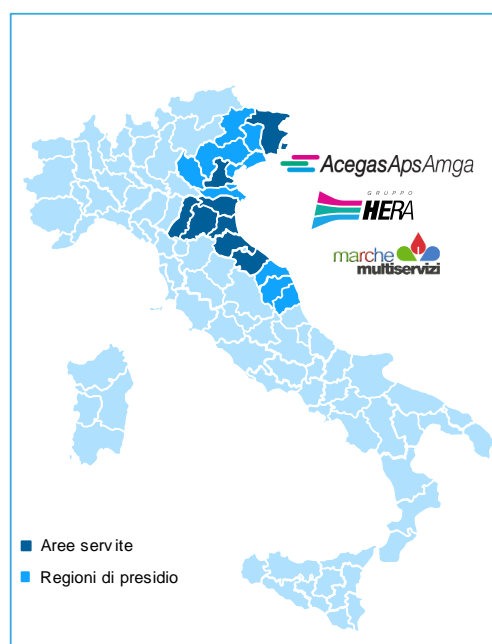 AcegasApsAmga
GRUPPO
HERA
marche
multiservizi
Aree servite
Regioni di presidio